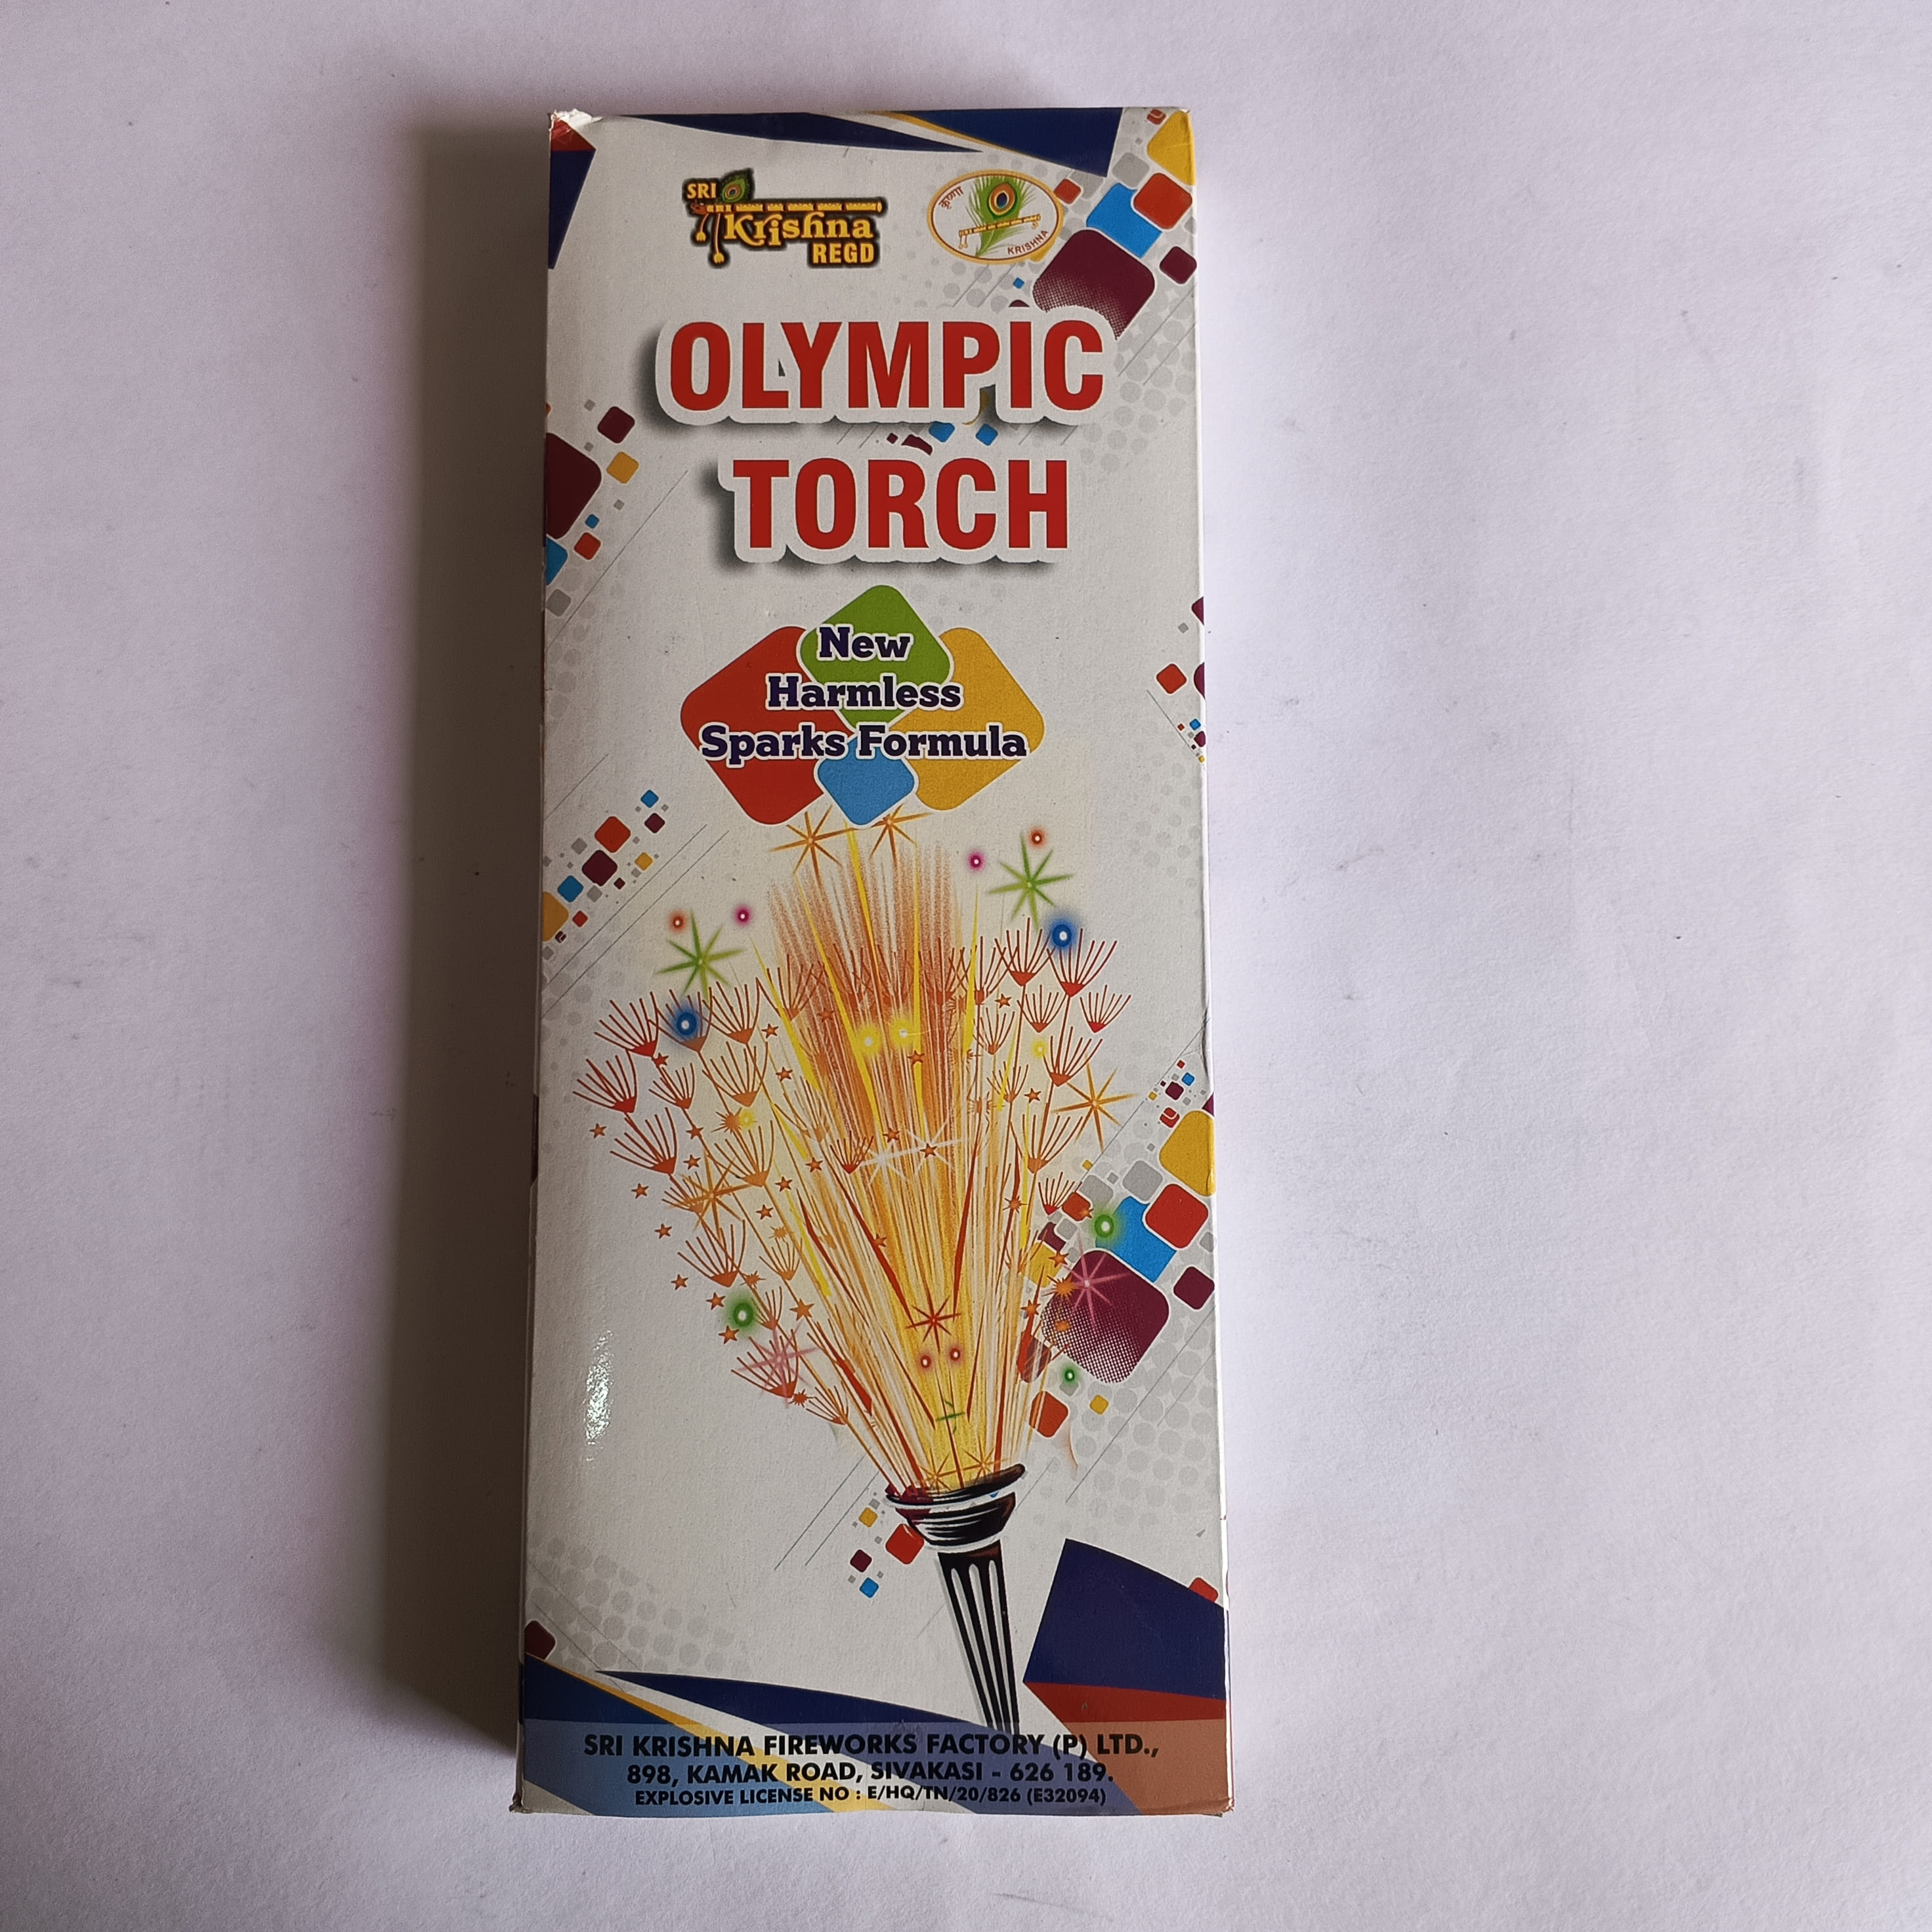 SRI
Krishna
REGD
कृष्णा
KRISHNA
OLYMPIC
TORCH
New
Harmless
Sparks Formula
SRI KRISHNA FIREWORKS FACTORY (P) LTD.,
898, KAMAK ROAD, SIVAKASI - 626 189.
EXPLOSIVE LICENSE NO : E/HQ/TN/20/826 (E32094)